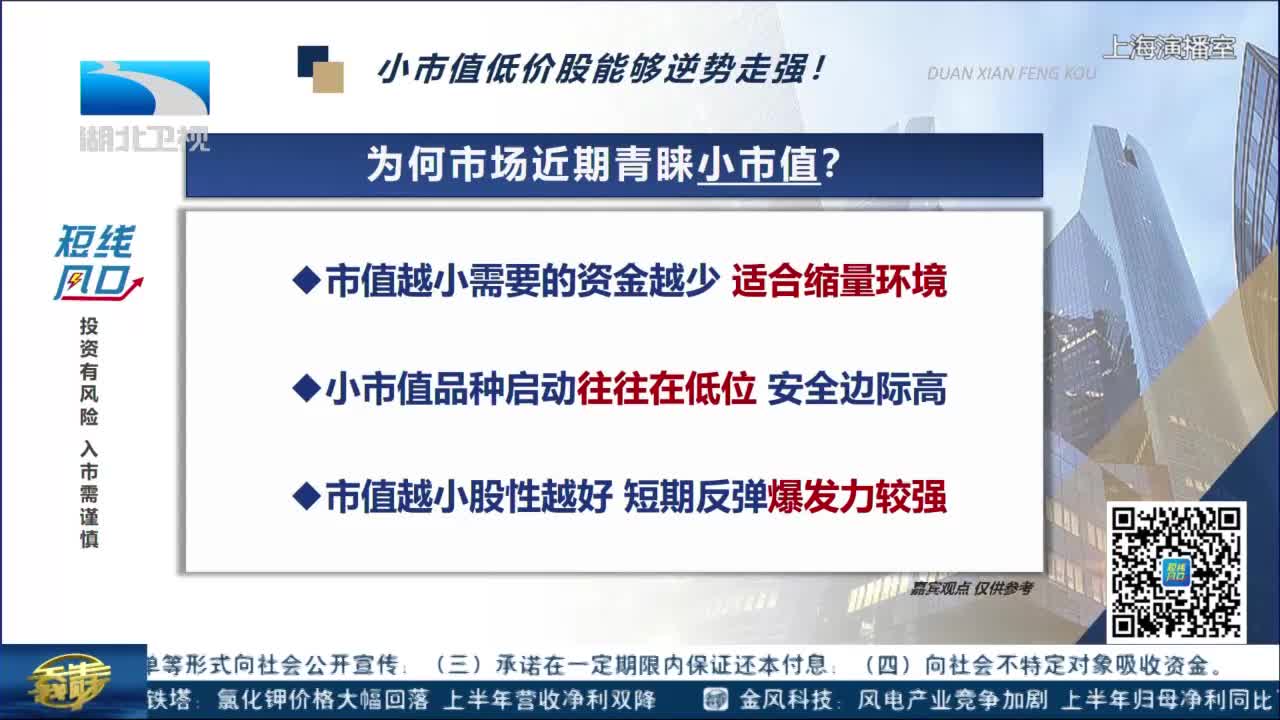 小市值低价股能够逆势走强!
DUAN XIAN FENG KOU
上海演播室
湖北卫视
为何市场近期青睐小市值?
短线
风口
投资有风险 入市需谨慎
◆市值越小需要的资金越少 适合缩量环境
◆小市值品种启动往往在低位 安全边际高
◆市值越小股性越好 短期反弹爆发力较强
嘉宾观点 仅供参考
短线
风口
单等形式向社会公开宣传; (三)承诺在一定期限内保证还本付息; (四)向社会不特定对象吸收资金。
铁塔: 氯化钾价格大幅回落 上半年营收净利双降 金风科技: 风电产业竞争加剧 上半年归母净利同比